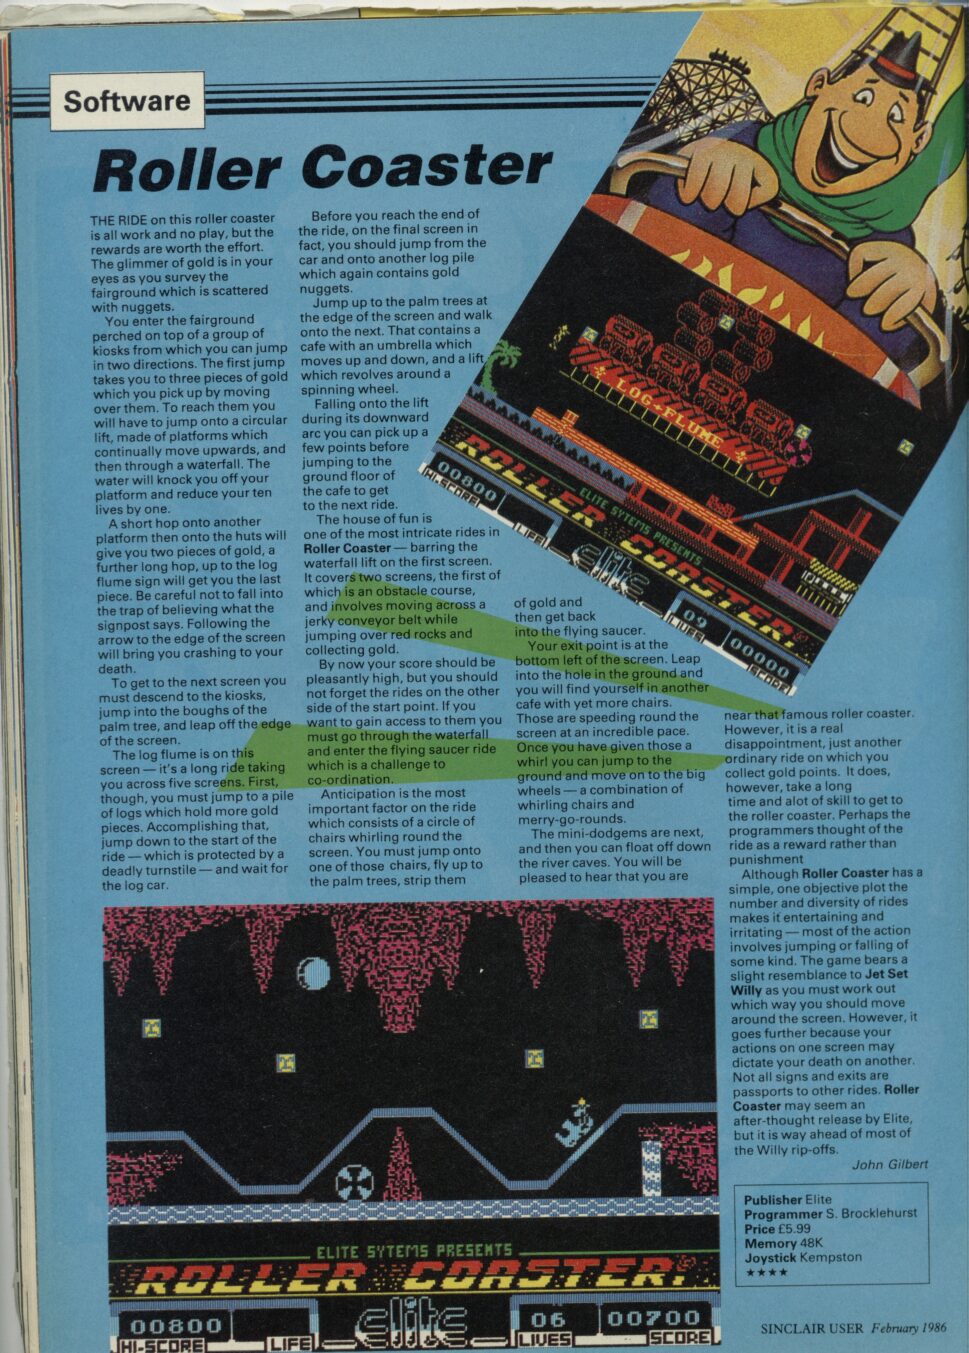 Software
Roller Coaster
THE RIDE on this roller coaster
is all work and no play, but the
rewards are worth the effort.
The glimmer of gold is in your
eyes as you survey the
fairground which is scattered
with nuggets.
You enter the fairground
perched on top of a group of
kiosks from which you can jump
in two directions. The first jump
takes you to three pieces of gold
which you pick up by moving
over them. To reach them you
will have to jump onto a circular
lift, made of platforms which
continually move upwards, and
then through a waterfall. The
water will knock you off your
platform and reduce your ten
lives by one.
A short hop onto another
platform then onto the huts will
give you two pieces of gold, a
further long hop, up to the log
flume sign will get you the last
piece. Be careful not to fall into
the trap of believing what the
signpost says. Following the
arrow to the edge of the screen
will bring you crashing to your
death.
To get to the next screen you
must descend to the kiosks,
jump into the boughs of the
palm tree, and leap off the edge
of the screen.
The log flume is on this
screen — it's a long ride taking
you across five screens. First,
though, you must jump to a pile
of logs which hold more gold
pieces. Accomplishing that,
jump down to the start of the
ride — which is protected by a
deadly turnstile — and wait for
the log car.
Before you reach the end of
the ride, on the final screen in
fact, you should jump from the
car and onto another log pile
which again contains gold
nuggets.
Jump up to the palm trees at
the edge of the screen and walk
onto the next. That contains a
cafe with an umbrella which
moves up and down, and a lift
which revolves around a
spinning wheel.
Falling onto the lift
during its downward
arc you can pick up a
few points before
jumping to the
ground floor of
the cafe to get
to the next ride.
The house of fun is
one of the most intricate rides in
Roller Coaster — barring the
waterfall lift on the first screen.
It covers two screens, the first of
which is an obstacle course,
and involves moving across a
jerky conveyor belt while
jumping over red rocks and
collecting gold.
By now your score should be
pleasantly high, but you should
not forget the rides on the other
side of the start point. If you
want to gain access to them you
must go through the waterfall
and enter the flying saucer ride
which is a challenge to
co-ordination.
Anticipation is the most
important factor on the ride
which consists of a circle of
chairs whirling round the
screen. You must jump onto
one of those chairs, fly up to
the palm trees, strip them
of gold and
then get back
into the flying saucer.
Your exit point is at the
bottom left of the screen. Leap
into the hole in the ground and
you will find yourself in another
cafe with yet more chairs.
Those are speeding round the
screen at an incredible pace.
Once you have given those a
whirl you can jump to the
ground and move on to the big
wheels — a combination of
whirling chairs and
merry-go-rounds.
The mini-dodgems are next,
and then you can float off down
the river caves. You will be
pleased to hear that you are
near that famous roller coaster.
However, it is a real
disappointment, just another
ordinary ride on which you
collect gold points. It does,
however, take a long
time and alot of skill to get to
the roller coaster. Perhaps the
programmers thought of the
ride as a reward rather than
punishment
Although Roller Coaster has a
simple, one objective plot the
number and diversity of rides
makes it entertaining and
irritating — most of the action
involves jumping or falling of
some kind. The game bears a
slight resemblance to Jet Set
Willy as you must work out
which way you should move
around the screen. However, it
goes further because your
actions on one screen may
dictate your death on another.
Not all signs and exits are
passports to other rides. Roller
Coaster may seem an
after-thought release by Elite,
but it is way ahead of most of
the Willy rip-offs.
John Gilbert
Publisher Elite
Programmer S. Brocklehurst
Price £5.99
Memory 48K
Joystick Kempston
★★★★
LOG+FLUME
ELITE SYTEMS PRESENTS
ROLLER COASTER
00800
HI-SCORE
LIFE
elite
09
LIVES
00000
SCORE
ELITE SYTEMS PRESENTS
ROLLER COASTER
00800
HI-SCORE
LIFE
elite
06
LIVES
00700
SCORE
SINCLAIR USER February 1986